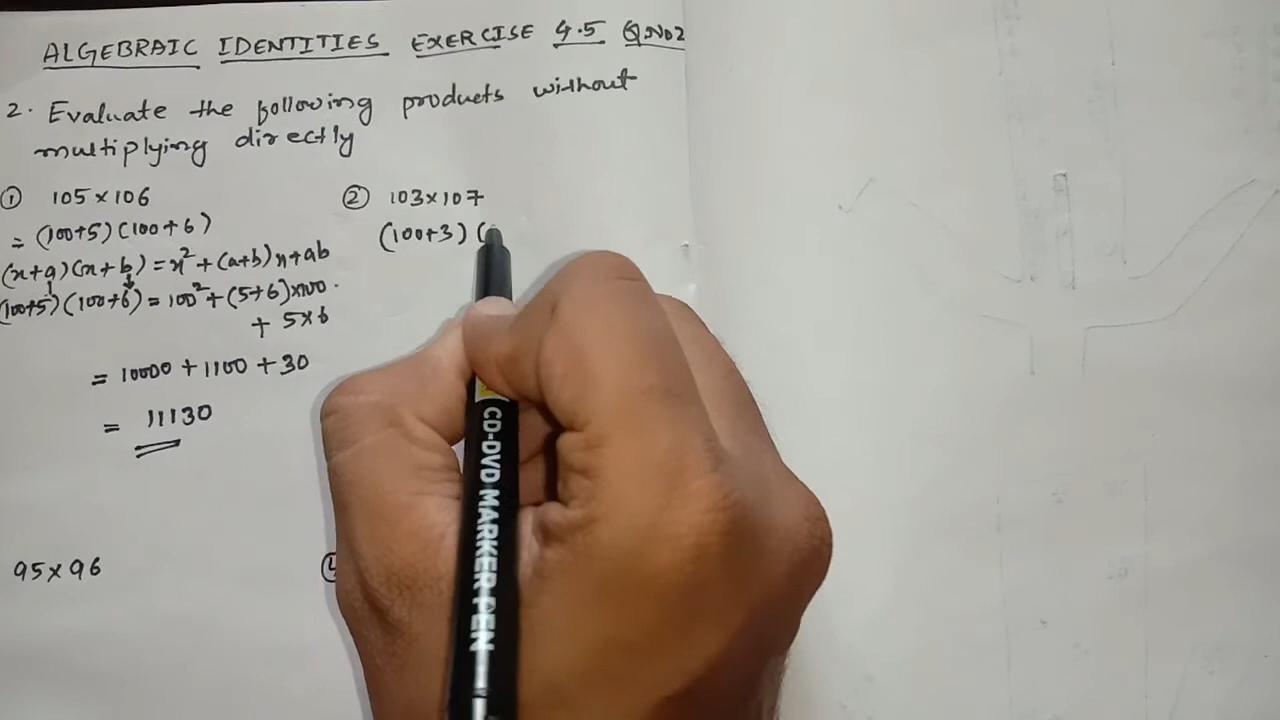 ALGEBRAIC IDENTITIES EXERCISE 4.5 Q.NO2
2. Evaluate the following products without
multiplying directly
① 105 × 106
= (100+5) (100+6)
(x+a) (x+b) = x² + (a+b) x + ab
(100+5) (100+6) = 100² + (5+6) × 100
+ 5×6
= 10000 + 1100 + 30
= 11130
② 103 × 107
(100+3) (
95 × 96
④
CD-DVD MARKER PEN